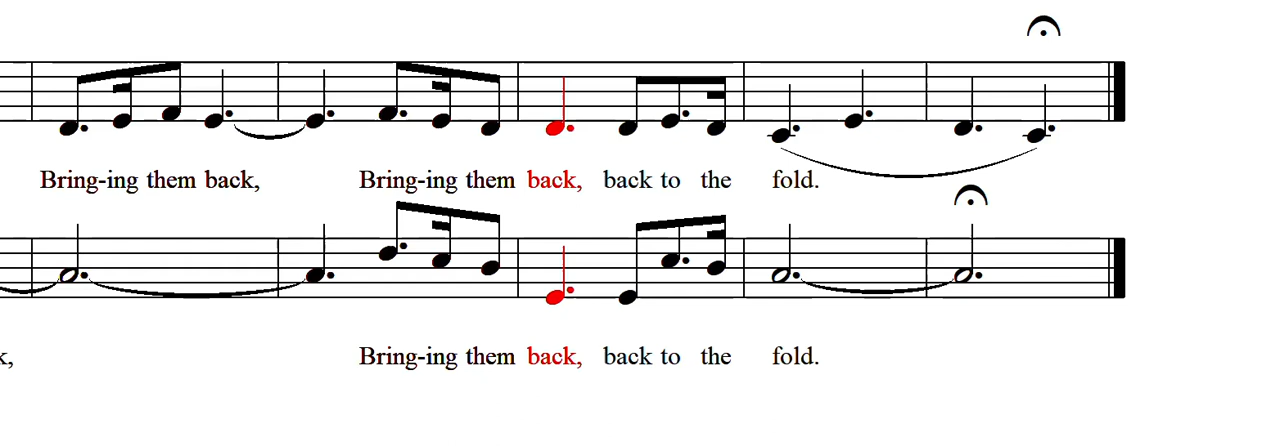 Bring-ing them back, Bring-ing them back, back to the fold.
k, Bring-ing them back, back to the fold.